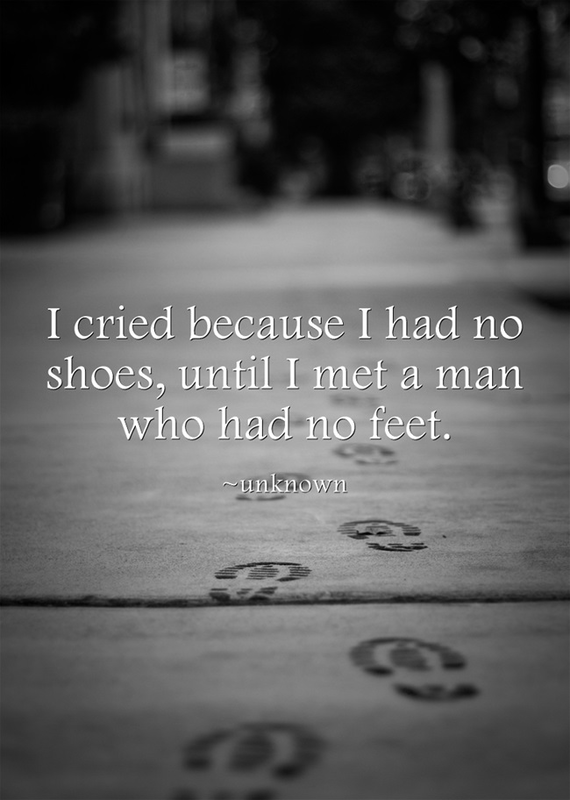 I cried because I had no
shoes, until I met a man
who had no feet.
~unknown